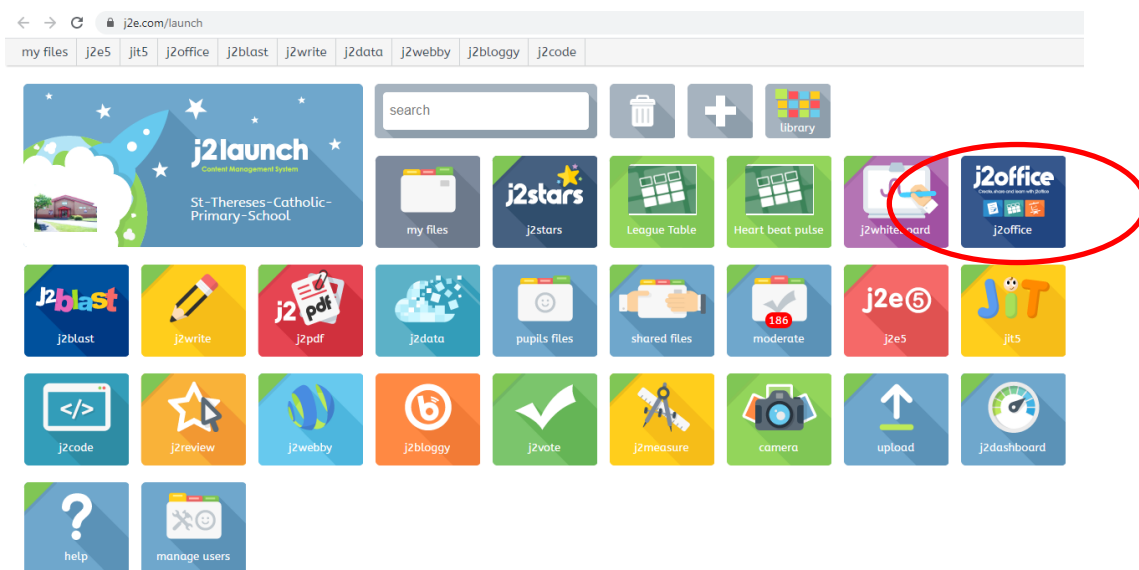 j2e.com/launch
my files j2e5 jit5 j2office j2blast j2write j2data j2webby j2bloggy j2code
j2launch
Content Management System
St-Thereses-Catholic-
Primary-School
search
library
my files
j2stars
j2stars
League Table
Heart beat pulse
j2whiteboard
j2office
Create, share and learn with j2office
j2office
j2blast
j2blast
j2write
j2pdf
j2pdf
j2data
pupils files
shared files
186
moderate
j2e5
j2e5
JiT
jit5
</>
j2code
j2review
j2webby
b
j2bloggy
j2vote
j2measure
camera
upload
j2dashboard
?
help
manage users